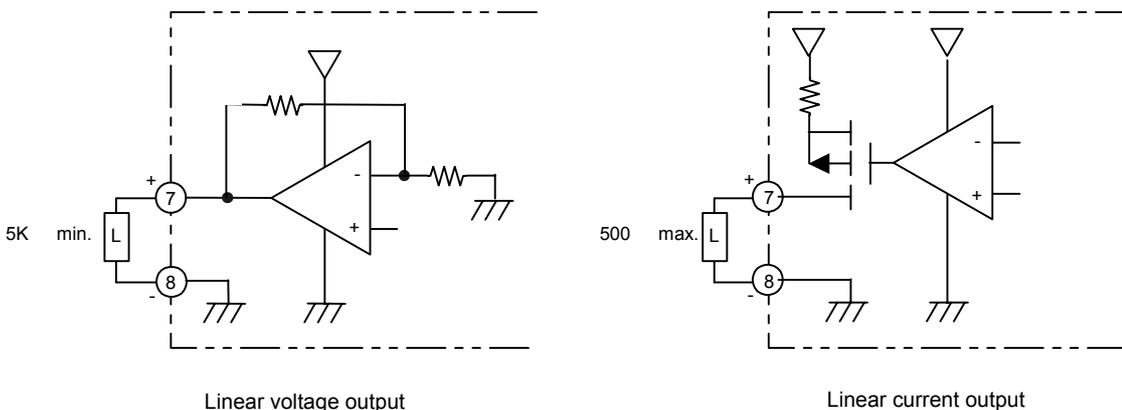 +
7
-
+
5K min.
L
8
-
Linear voltage output
+
7
-
+
500 max.
L
8
-
Linear current output